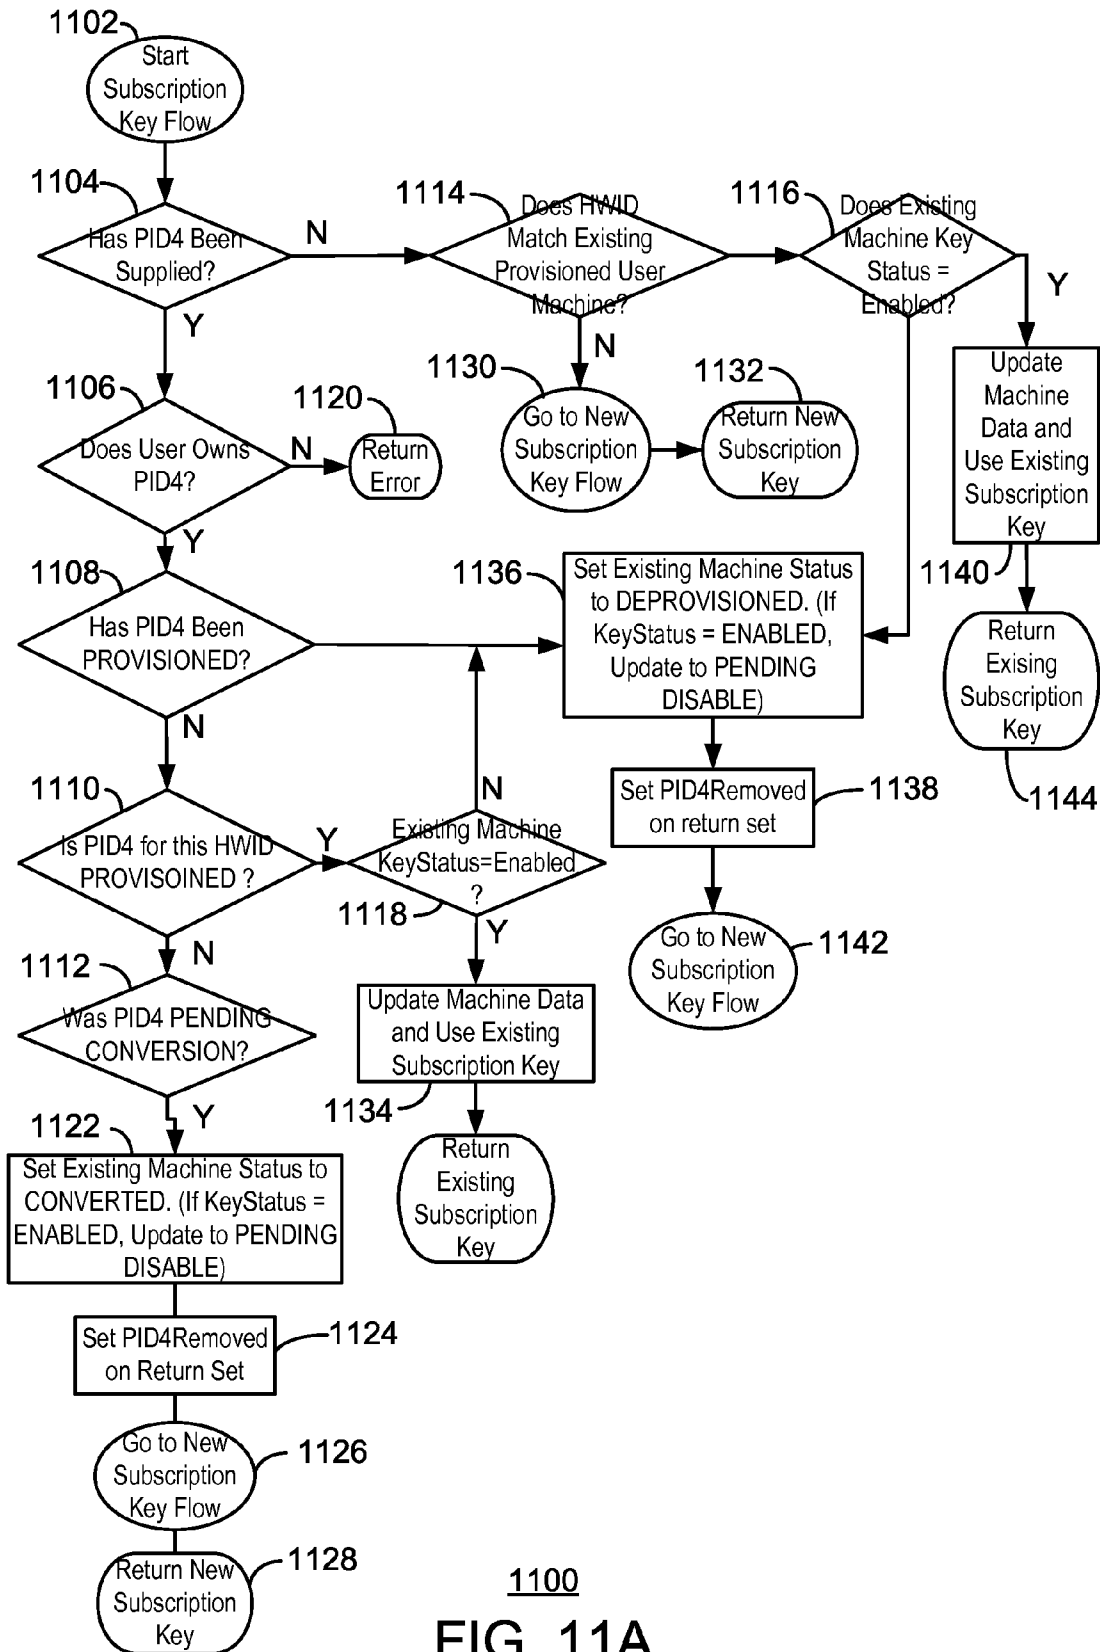 1102
Start
Subscription
Key Flow
1104
Has PID4 Been
Supplied?
N
Y
1114
Does HWID
Match Existing
Provisioned User
Machine?
N
1116
Does Existing
Machine Key
Status =
Enabled?
Y
1106
Does User Owns
PID4?
N
Y
1120
Return
Error
1130
Go to New
Subscription
Key Flow
1132
Return New
Subscription
Key
Update
Machine
Data and
Use Existing
Subscription
Key
1140
Return
Exising
Subscription
Key
1144
1108
Has PID4 Been
PROVISIONED?
N
1136
Set Existing Machine Status
to DEPROVISIONED. (If
KeyStatus = ENABLED,
Update to PENDING
DISABLE)
1110
Is PID4 for this HWID
PROVISOINED ?
Y
N
N
Existing Machine
KeyStatus=Enabled
?
1118
Y
Set PID4Removed
on return set
1138
Go to New
Subscription
Key Flow
1142
1112
Was PID4 PENDING
CONVERSION?
Y
Update Machine Data
and Use Existing
Subscription Key
1134
Return
Existing
Subscription
Key
1122
Set Existing Machine Status to
CONVERTED. (If KeyStatus =
ENABLED, Update to PENDING
DISABLE)
Set PID4Removed
on Return Set
1124
Go to New
Subscription
Key Flow
1126
Return New
Subscription
Key
1128
1100
FIG. 11A